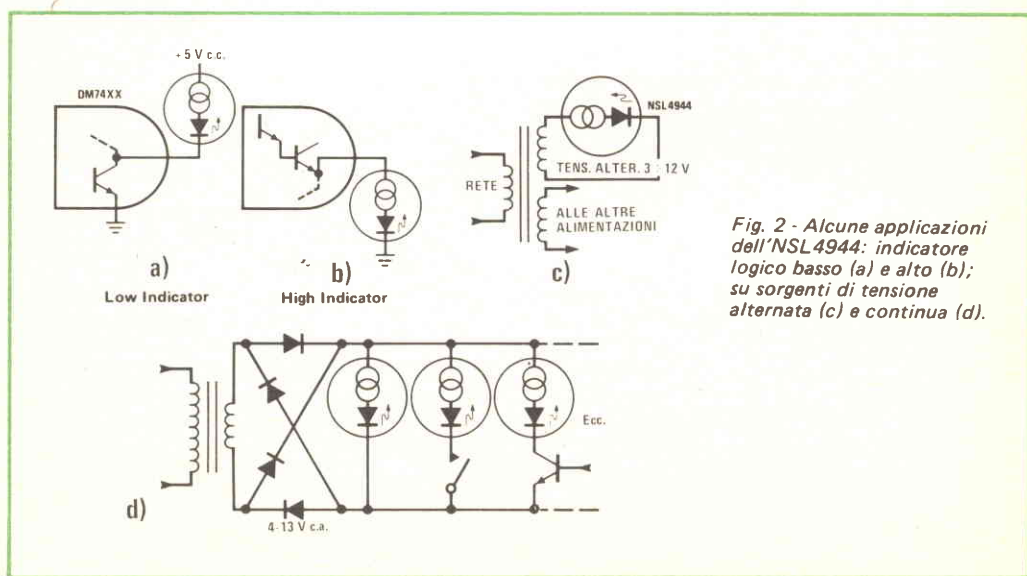 +5 V c.c.
DM74XX
a)
Low Indicator
b)
High Indicator
NSL4944
RETE
TENS. ALTER. 3 ÷ 12 V
ALLE ALTRE
ALIMENTAZIONI
c)
Fig. 2 - Alcune applicazioni
dell'NSL4944: indicatore
logico basso (a) e alto (b);
su sorgenti di tensione
alternata (c) e continua (d).
+
Ecc.
d)
4-13 V c.a.